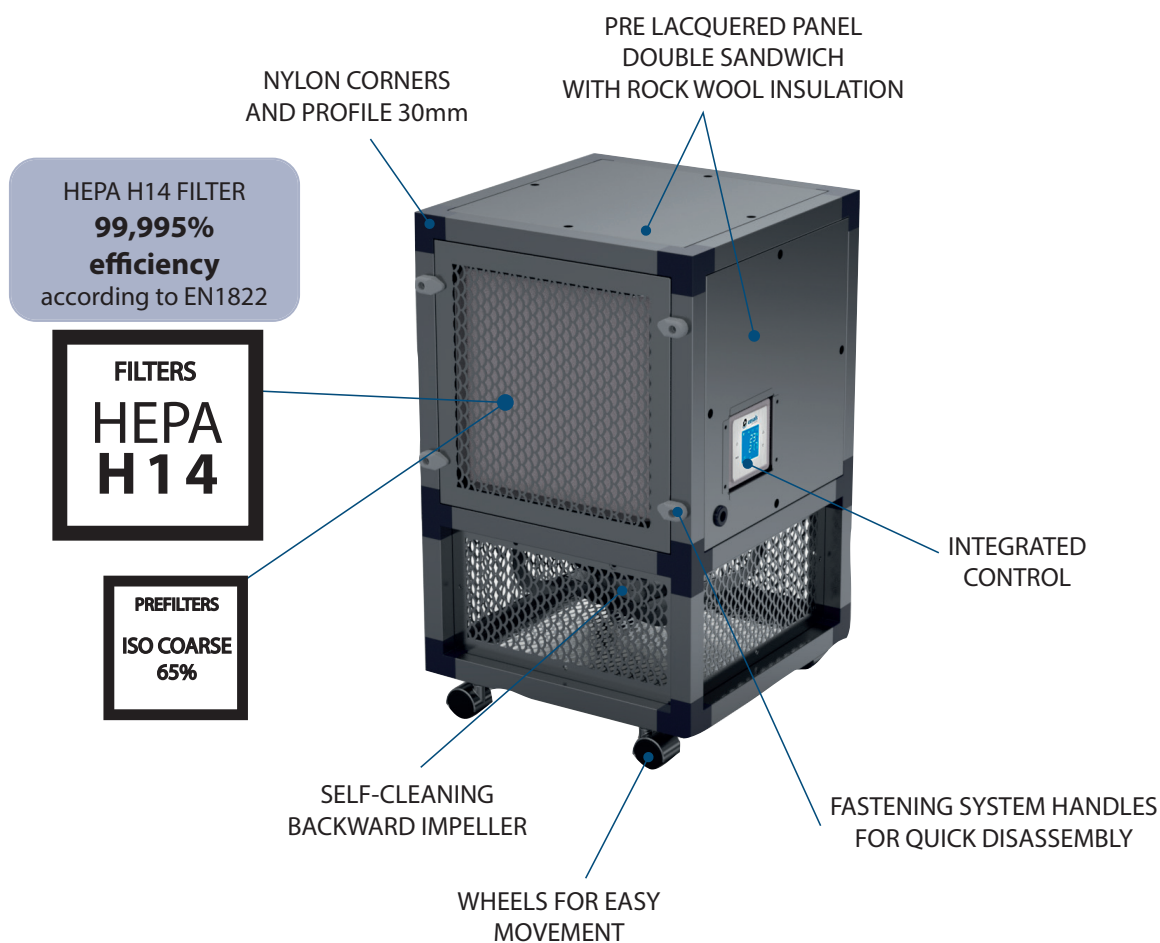 PRE LACQUERED PANEL
DOUBLE SANDWICH
WITH ROCK WOOL INSULATION
NYLON CORNERS
AND PROFILE 30mm
HEPA H14 FILTER
99,995%
efficiency
according to EN1822
FILTERS
HEPA
H14
PREFILTERS
ISO COARSE
65%
INTEGRATED
CONTROL
SELF-CLEANING
BACKWARD IMPELLER
FASTENING SYSTEM HANDLES
FOR QUICK DISASSEMBLY
WHEELS FOR EASY
MOVEMENT